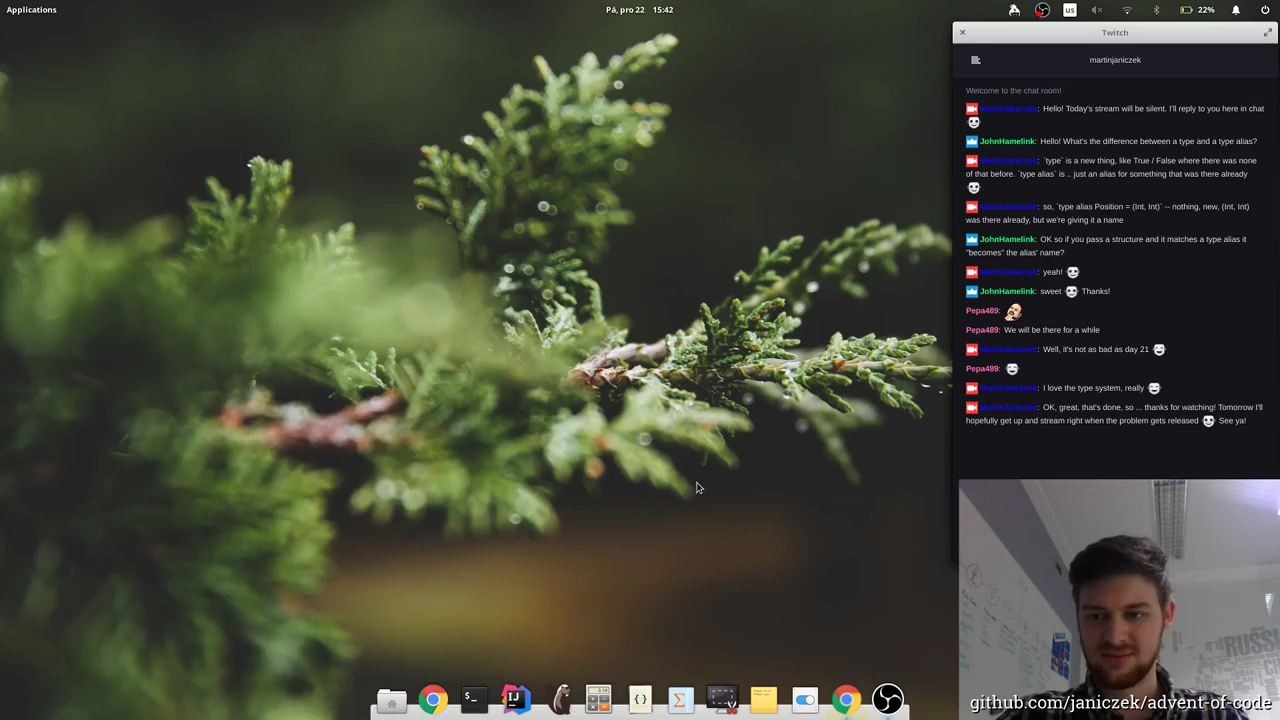 Applications
Pá, pro 22 15:42
us
22%
Twitch
martinjaniczek
Welcome to the chat room!
MartinJaniczek: Hello! Today's stream will be silent. I'll reply to you here in chat
JohnHamelink: Hello! What's the difference between a type and a type alias?
MartinJaniczek: `type` is a new thing, like True / False where there was none
of that before. `type alias` is .. just an alias for something that was there already
MartinJaniczek: so, `type alias Position = (Int, Int)` -- nothing, new, (Int, Int)
was there already, but we're giving it a name
JohnHamelink: OK so if you pass a structure and it matches a type alias it
"becomes" the alias' name?
MartinJaniczek: yeah!
JohnHamelink: sweet Thanks!
Pepa489:
Pepa489: We will be there for a while
MartinJaniczek: Well, it's not as bad as day 21
Pepa489:
MartinJaniczek: I love the type system, really
MartinJaniczek: OK, great, that's done, so ... thanks for watching! Tomorrow I'll
hopefully get up and stream right when the problem gets released See ya!
github.com/janiczek/advent-of-code